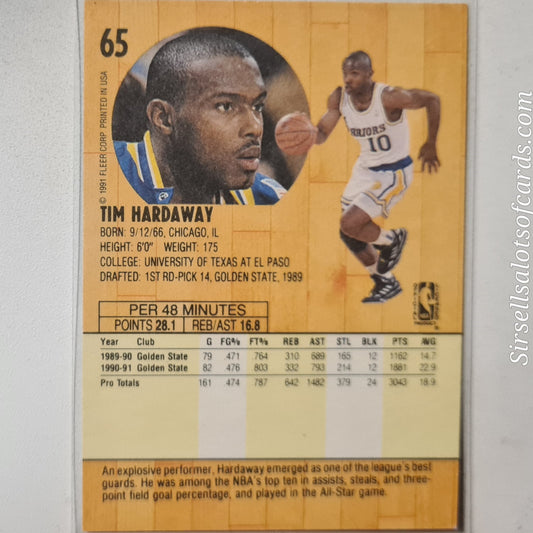 65
© 1991 FLEER CORP. PRINTED IN USA
WARRIORS
10
TIM HARDAWAY
BORN: 9/12/66, CHICAGO, IL
HEIGHT: 6'0" WEIGHT: 175
COLLEGE: UNIVERSITY OF TEXAS AT EL PASO
DRAFTED: 1ST RD-PICK 14, GOLDEN STATE, 1989
PER 48 MINUTES
POINTS 28.1 REB/AST 16.8
Year Club G FG% FT% REB AST STL BLK PTS AVG
1989-90 Golden State 79 .471 .764 310 689 165 12 1162 14.7
1990-91 Golden State 82 .476 .803 332 793 214 12 1881 22.9
Pro Totals 161 .474 .787 642 1482 379 24 3043 18.9
An explosive performer, Hardaway emerged as one of the league's best
guards. He was among the NBA's top ten in assists, steals, and three-
point field goal percentage, and played in the All-Star game.
Sirsellsalotsofcards.com